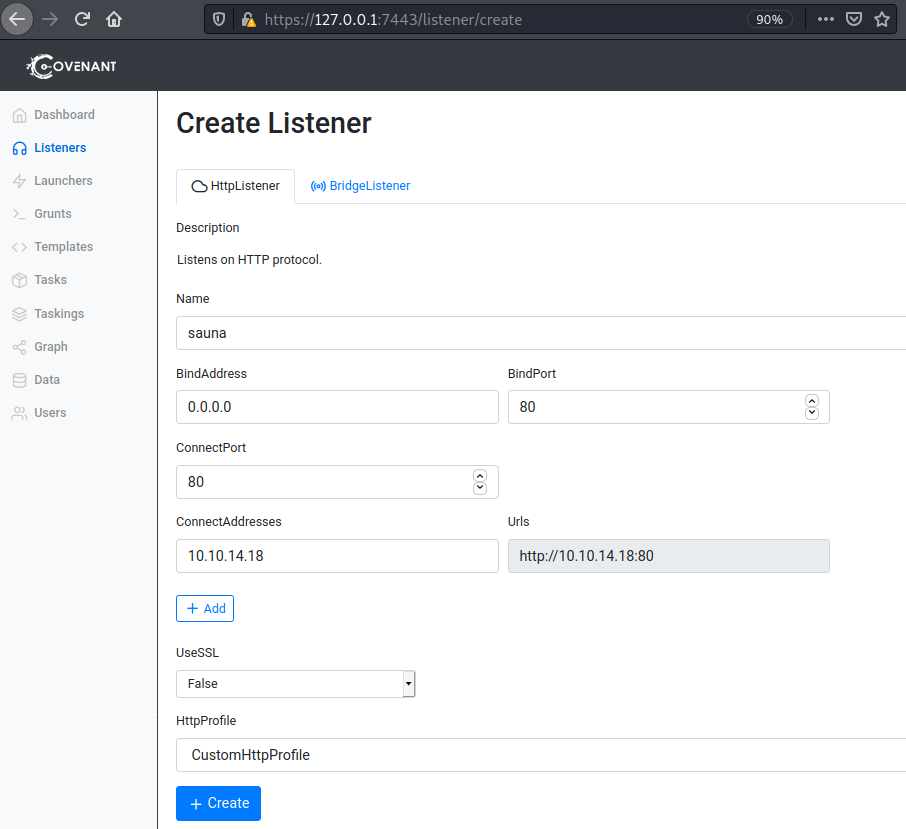 https://127.0.0.1:7443/listener/create 90%
COVENANT
Dashboard
Listeners
Launchers
Grunts
Templates
Tasks
Taskings
Graph
Data
Users
Create Listener
HttpListener BridgeListener
Description
Listens on HTTP protocol.
Name
sauna
BindAddress BindPort
0.0.0.0 80
ConnectPort
80
ConnectAddresses Urls
10.10.14.18 http://10.10.14.18:80
+ Add
UseSSL
False
HttpProfile
CustomHttpProfile
+ Create